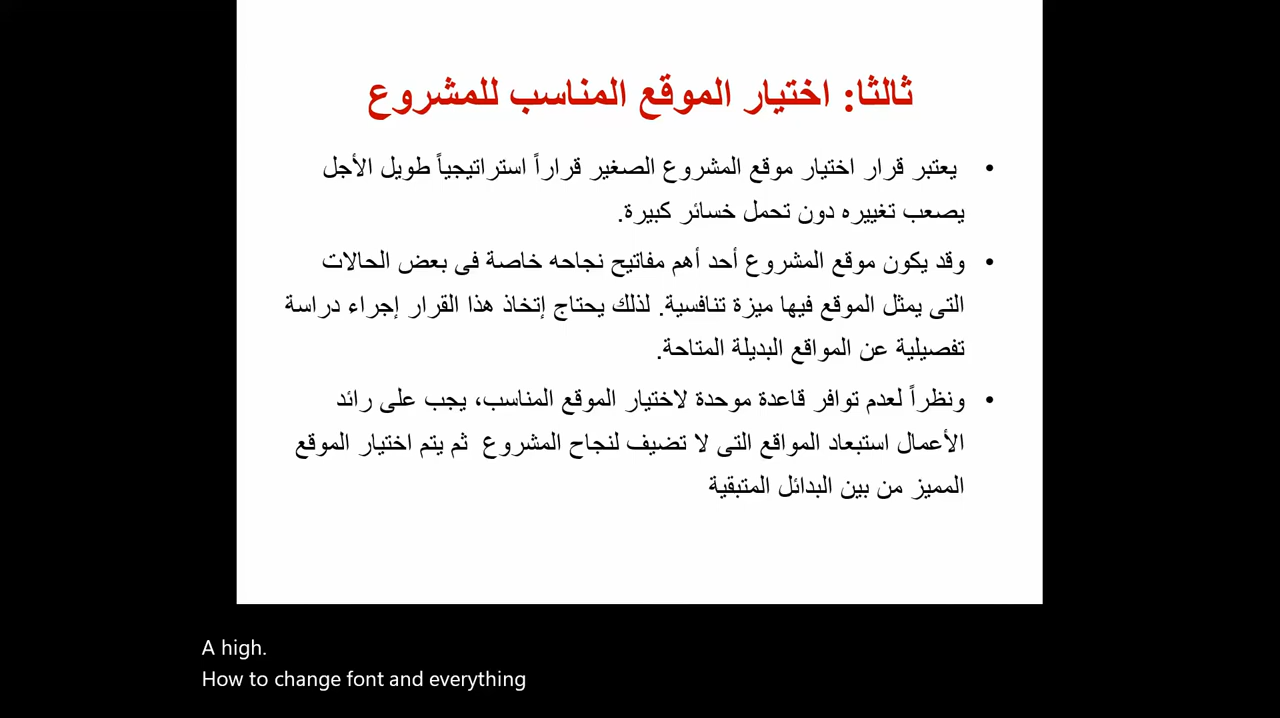 ثالثا: اختيار الموقع المناسب للمشروع
• يعتبر قرار اختيار موقع المشروع الصغير قراراً استراتيجياً طويل الأجل
يصعب تغييره دون تحمل خسائر كبيرة.
• وقد يكون موقع المشروع أحد أهم مفاتيح نجاحه خاصة فى بعض الحالات
التى يمثل الموقع فيها ميزة تنافسية. لذلك يحتاج إتخاذ هذا القرار إجراء دراسة
تفصيلية عن المواقع البديلة المتاحة.
• ونظراً لعدم توافر قاعدة موحدة لاختيار الموقع المناسب، يجب على رائد
الأعمال استبعاد المواقع التى لا تضيف لنجاح المشروع ثم يتم اختيار الموقع
المميز من بين البدائل المتبقية
A high.
How to change font and everything